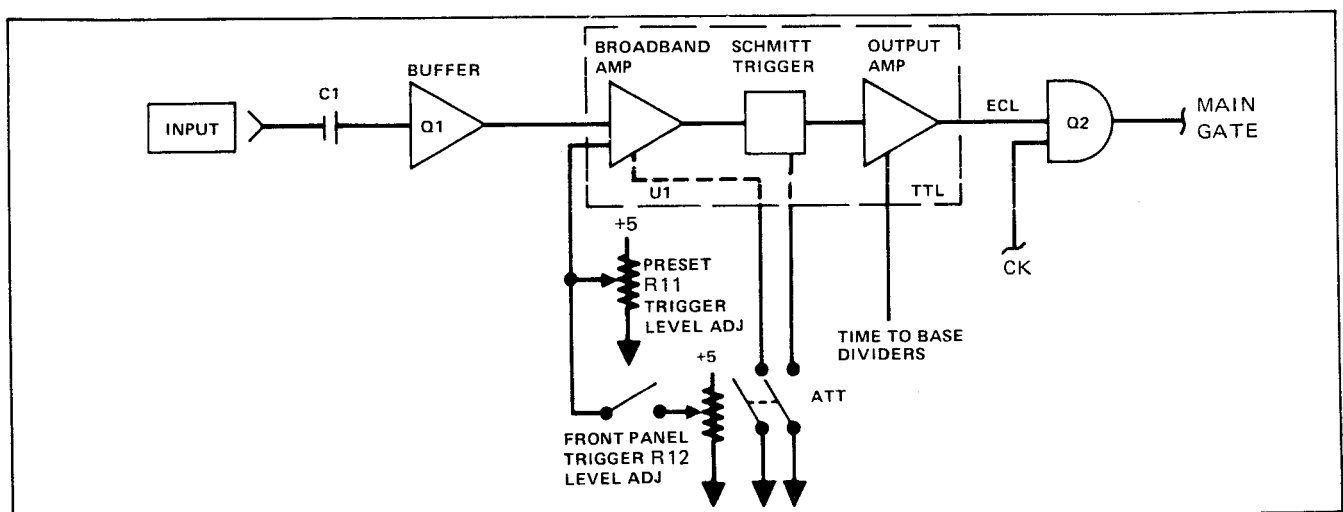 BROADBAND
AMP
SCHMITT
TRIGGER
OUTPUT
AMP
BUFFER
C1
INPUT
Q1
ECL
Q2
MAIN
GATE
U1
TTL
CK
+5
PRESET
R11
TRIGGER
LEVEL ADJ
TIME TO BASE
DIVIDERS
+5
ATT
FRONT PANEL
TRIGGER R12
LEVEL ADJ